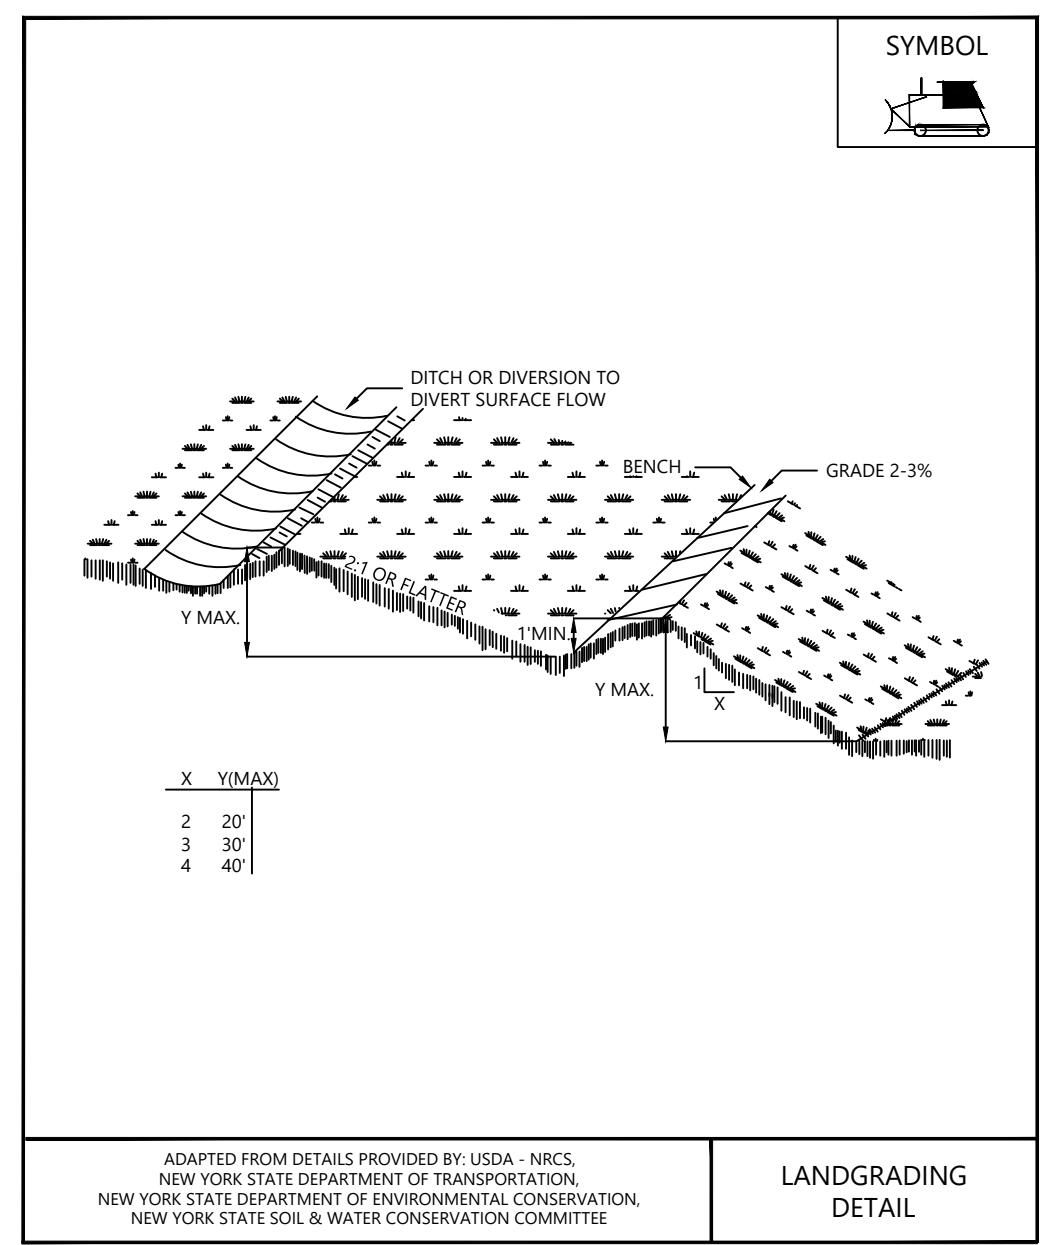 SYMBOL
DITCH OR DIVERSION TO
DIVERT SURFACE FLOW
BENCH
GRADE 2-3%
2:1 OR FLATTER
Y MAX.
1'MIN.
Y MAX.
1
X
X Y(MAX)
2 20'
3 30'
4 40'
ADAPTED FROM DETAILS PROVIDED BY: USDA - NRCS,
NEW YORK STATE DEPARTMENT OF TRANSPORTATION,
NEW YORK STATE DEPARTMENT OF ENVIRONMENTAL CONSERVATION,
NEW YORK STATE SOIL & WATER CONSERVATION COMMITTEE
LANDGRADING
DETAIL